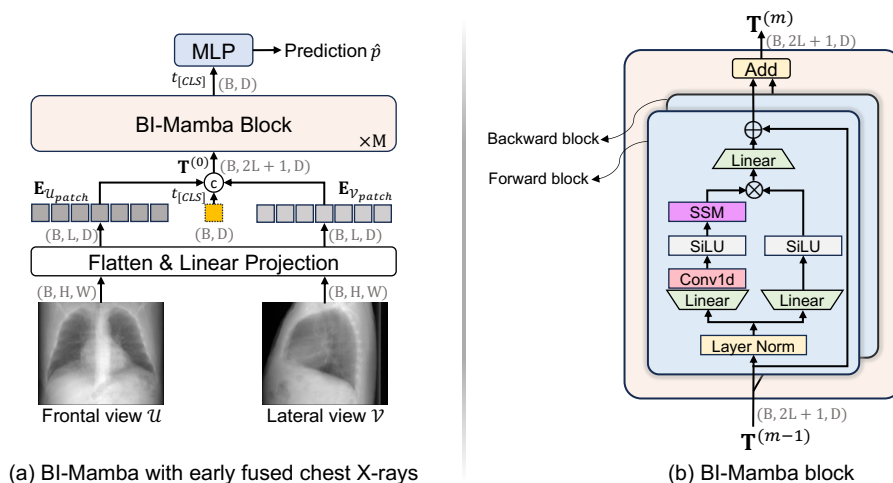 MLP
Prediction p̂
t[CLS]
(B, D)
BI-Mamba Block
×M
T(0)
(B, 2L + 1, D)
E𝒰patch
c
E𝒱patch
t[CLS]
(B, L, D)
(B, D)
(B, L, D)
Flatten & Linear Projection
(B, H, W)
(B, H, W)
Frontal view 𝒰
Lateral view 𝒱
(a) BI-Mamba with early fused chest X-rays
T(m)
(B, 2L + 1, D)
Add
Backward block
Forward block
Linear
SSM
SiLU
SiLU
Conv1d
Linear
Linear
Layer Norm
(B, 2L + 1, D)
T(m−1)
(b) BI-Mamba block